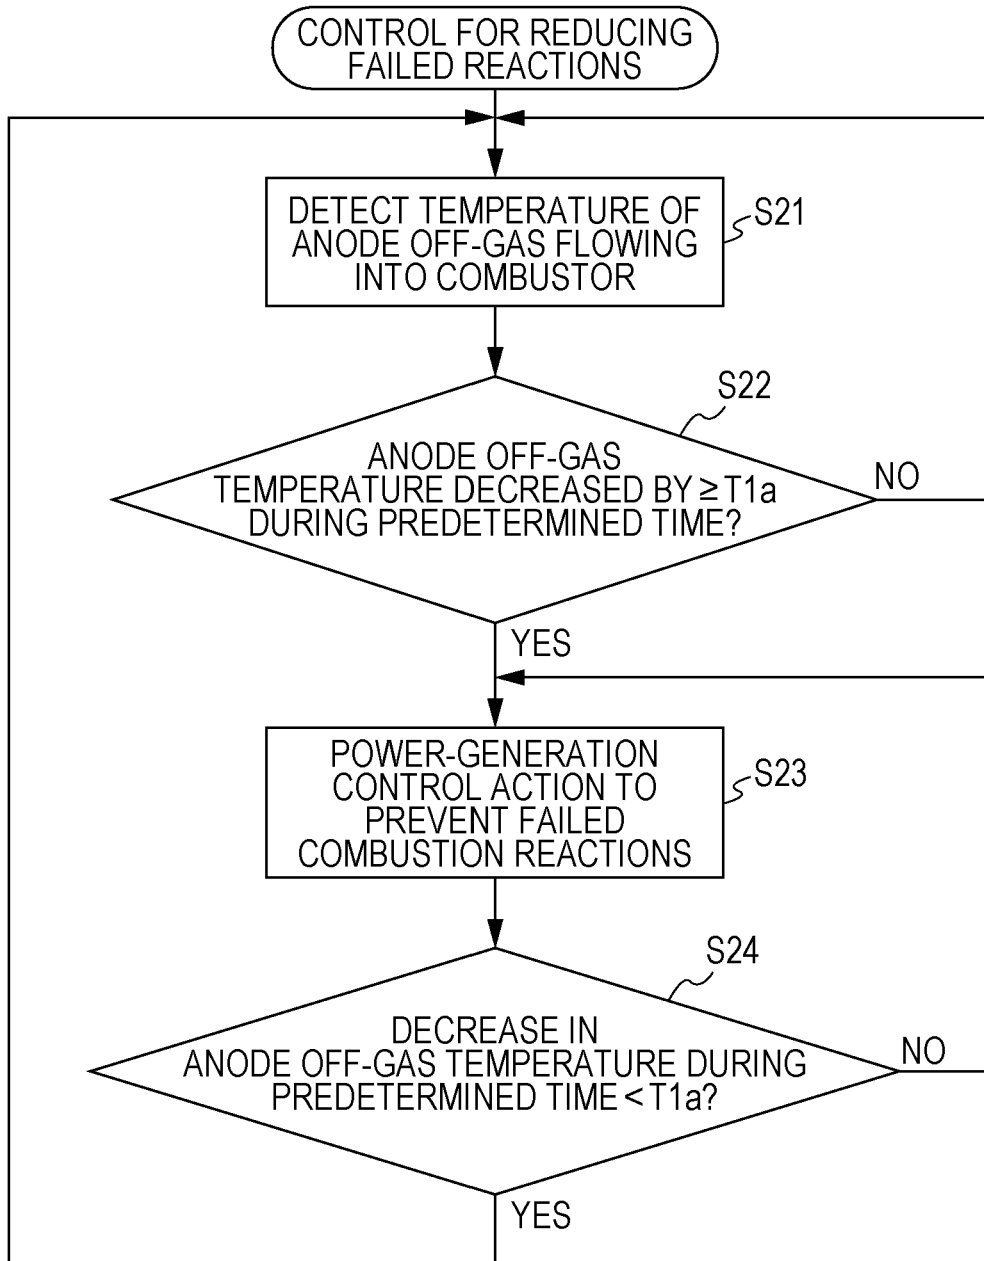 CONTROL FOR REDUCING
FAILED REACTIONS
DETECT TEMPERATURE OF
ANODE OFF-GAS FLOWING
INTO COMBUSTOR
S21
S22
ANODE OFF-GAS
TEMPERATURE DECREASED BY ≥ T1a
DURING PREDETERMINED TIME?
NO
YES
POWER-GENERATION
CONTROL ACTION TO
PREVENT FAILED
COMBUSTION REACTIONS
S23
S24
DECREASE IN
ANODE OFF-GAS TEMPERATURE DURING
PREDETERMINED TIME < T1a?
NO
YES